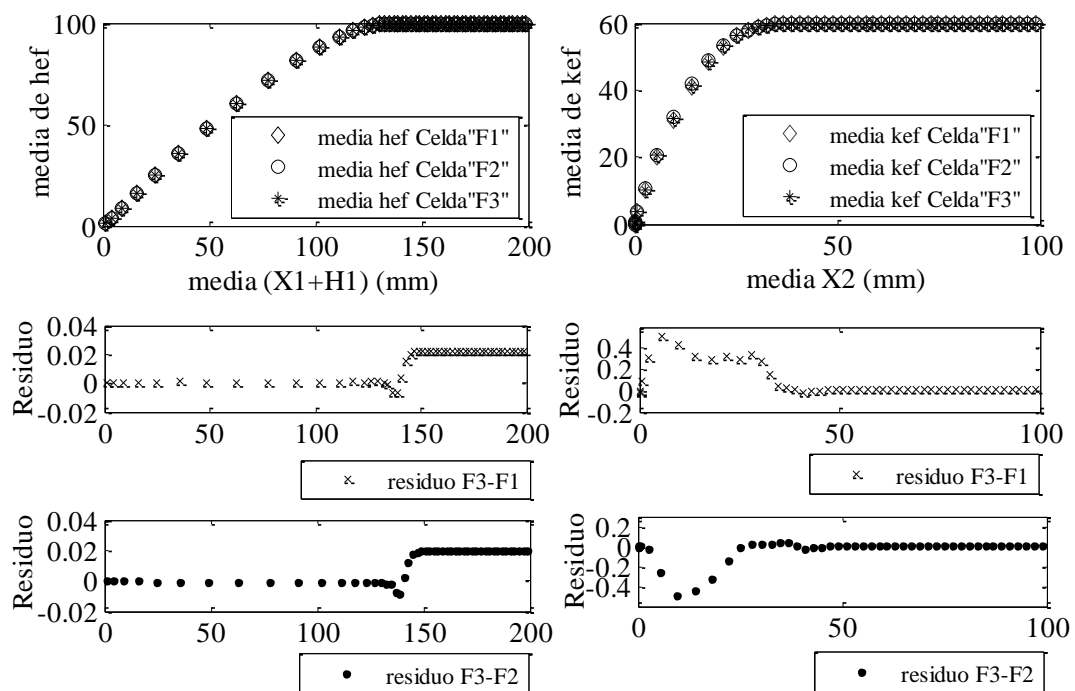 media de hef
100
50
0
media hef Celda"F1"
media hef Celda"F2"
media hef Celda"F3"
0 50 100 150 200
media (X1+H1) (mm)
media de kef
60
40
20
0
media kef Celda"F1"
media kef Celda"F2"
media kef Celda"F3"
0 50 100
media X2 (mm)
Residuo
0.04
0.02
0
-0.02
0 50 100 150 200
residuo F3-F1
Residuo
0.4
0.2
0
-0.2
0 50 100
residuo F3-F1
Residuo
0.04
0.02
0
-0.02
0 50 100 150 200
residuo F3-F2
Residuo
0.2
0
-0.2
-0.4
0 50 100
residuo F3-F2